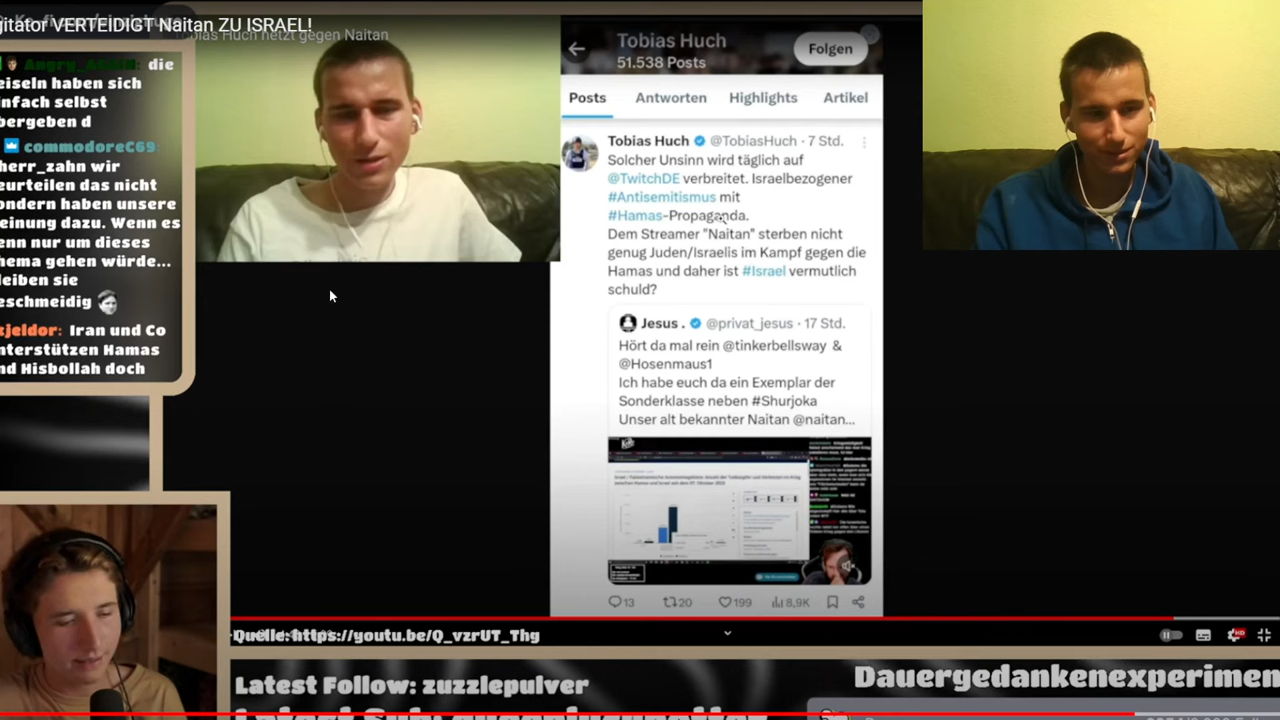 gitator VERTEIDIGT Naitan ZU ISRAEL!
Tobias Huch hetzt gegen Naitan
die
eiseln haben sich
infach selbst
bergeben d
commodoreC69:
herr_zahn wir
eurteilen das nicht
ondern haben unsere
einung dazu. Wenn es
enn nur um dieses
hema gehen würde...
leiben sie
eschmeidig
kjeldor: Iran und Co
nterstützen Hamas
nd Hisbollah doch
Tobias Huch
51.538 Posts
Folgen
Posts Antworten Highlights Artikel
Tobias Huch @TobiasHuch · 7 Std.
Solcher Unsinn wird täglich auf
@TwitchDE verbreitet. Israelbezogener
#Antisemitismus mit
#Hamas-Propaganda.
Dem Streamer "Naitan" sterben nicht
genug Juden/Israelis im Kampf gegen die
Hamas und daher ist #Israel vermutlich
schuld?
Jesus . @privat_jesus · 17 Std.
Hört da mal rein @tinkerbellsway &
@Hosenmaus1
Ich habe euch da ein Exemplar der
Sonderklasse neben #Shurjoka
Unser alt bekannter Naitan @naitan...
13 20 199 8,9K
Quelle: https://youtu.be/Q_vzrUT_Thg
HD
Latest Follow: zuzzlepulver
Dauergedankenexperimen